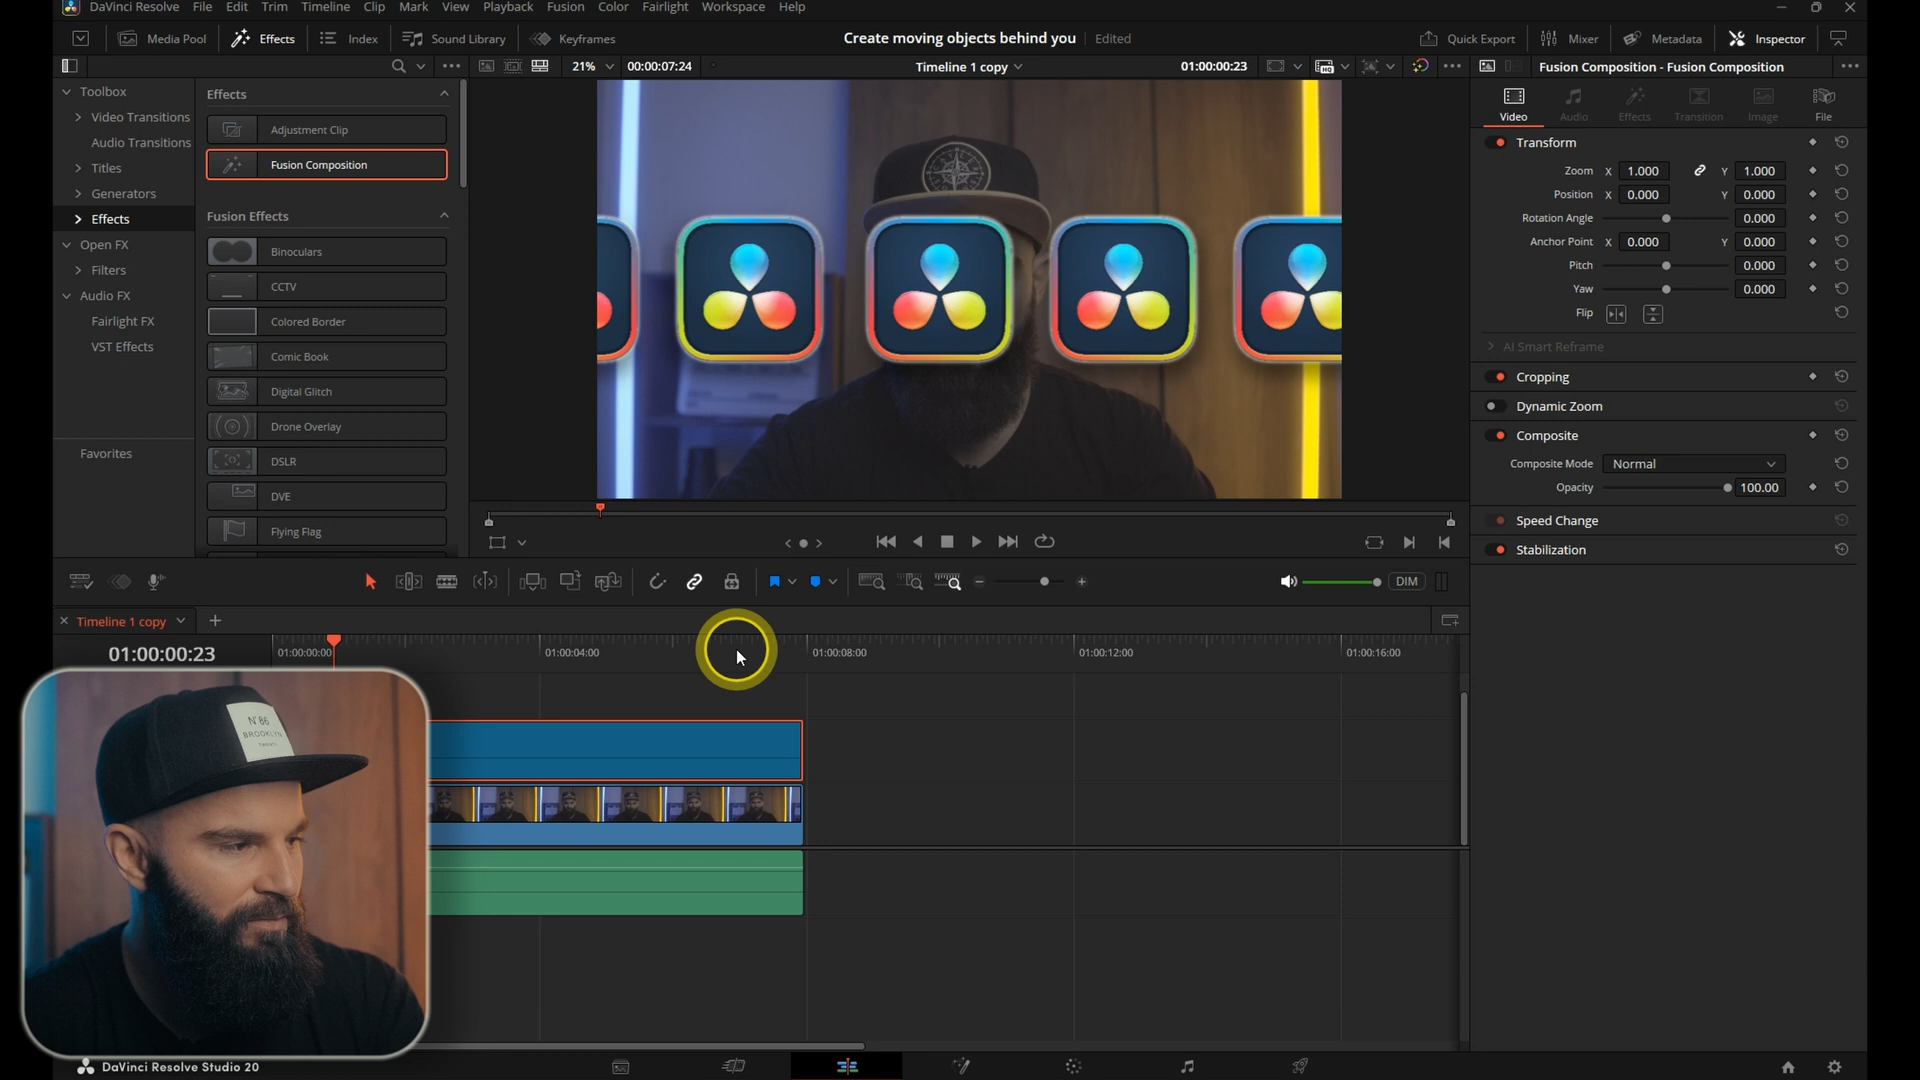 DaVinci Resolve File Edit Trim Timeline Clip Mark View Playback Fusion Color Fairlight Workspace Help
Media Pool Effects Index Sound Library Keyframes Create moving objects behind you Edited Quick Export Mixer Metadata Inspector
21% 00:00:07:24 Timeline 1 copy 01:00:00:23 Fusion Composition - Fusion Composition
Toolbox
Video Transitions
Audio Transitions
Titles
Generators
Effects
Open FX
Filters
Audio FX
Fairlight FX
VST Effects
Favorites
Effects
Adjustment Clip
Fusion Composition
Fusion Effects
Binoculars
CCTV
Colored Border
Comic Book
Digital Glitch
Drone Overlay
DSLR
DVE
Flying Flag
Video Audio Effects Transition Image File
Transform
Zoom X 1.000 Y 1.000
Position X 0.000 Y 0.000
Rotation Angle 0.000
Anchor Point X 0.000 Y 0.000
Pitch 0.000
Yaw 0.000
Flip
AI Smart Reframe
Cropping
Dynamic Zoom
Composite
Composite Mode Normal
Opacity 100.00
Speed Change
Stabilization
DIM
Timeline 1 copy
01:00:00:23
01:00:00:00 01:00:04:00 01:00:08:00 01:00:12:00 01:00:16:00
N°86
BROOKLYN
DaVinci Resolve Studio 20